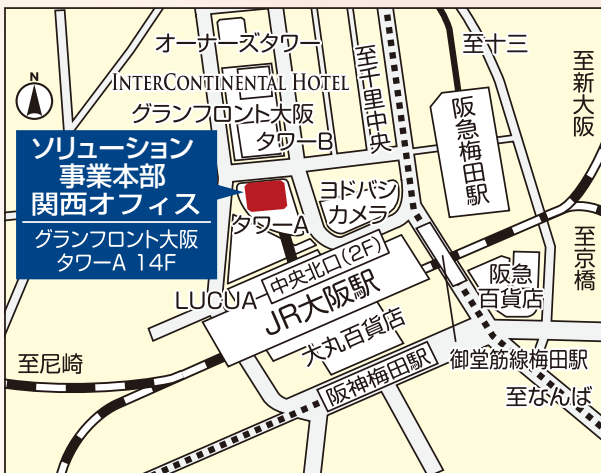 オーナーズタワー
INTERCONTINENTAL HOTEL
グランフロント大阪
タワーB
至千里中央
至十三
至新大阪
阪急梅田駅
N
ソリューション
事業本部
関西オフィス
グランフロント大阪
タワーA 14F
タワーA
ヨドバシ
カメラ
至京橋
阪急
百貨店
LUCUA
中央北口(2F)
JR大阪駅
大丸百貨店
御堂筋線梅田駅
至尼崎
阪神梅田駅
至なんば